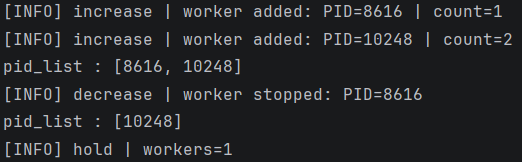 [INFO] increase | worker added: PID=8616 | count=1
[INFO] increase | worker added: PID=10248 | count=2
pid_list : [8616, 10248]
[INFO] decrease | worker stopped: PID=8616
pid_list : [10248]
[INFO] hold | workers=1